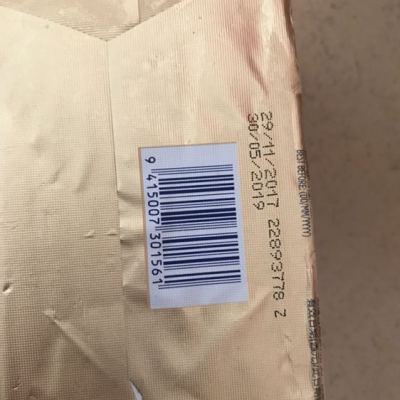 BEST BEFORE (DD/MM/YYYY)
29/11/2017 22893778 Z
30/05/2019
9 415007 301561